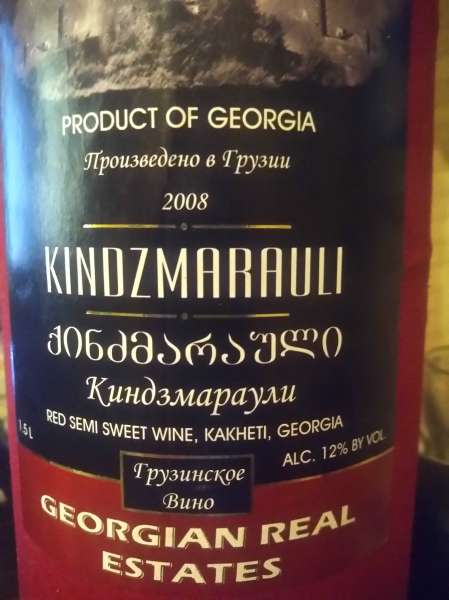 PRODUCT OF GEORGIA
Произведено в Грузии
2008
KINDZMARAULI
ქინძმარაული
Киндзмараули
RED SEMI SWEET WINE, KAKHETI, GEORGIA
1.5 L
ALC. 12% BY VOL.
Грузинское
Вино
GEORGIAN REAL
ESTATES